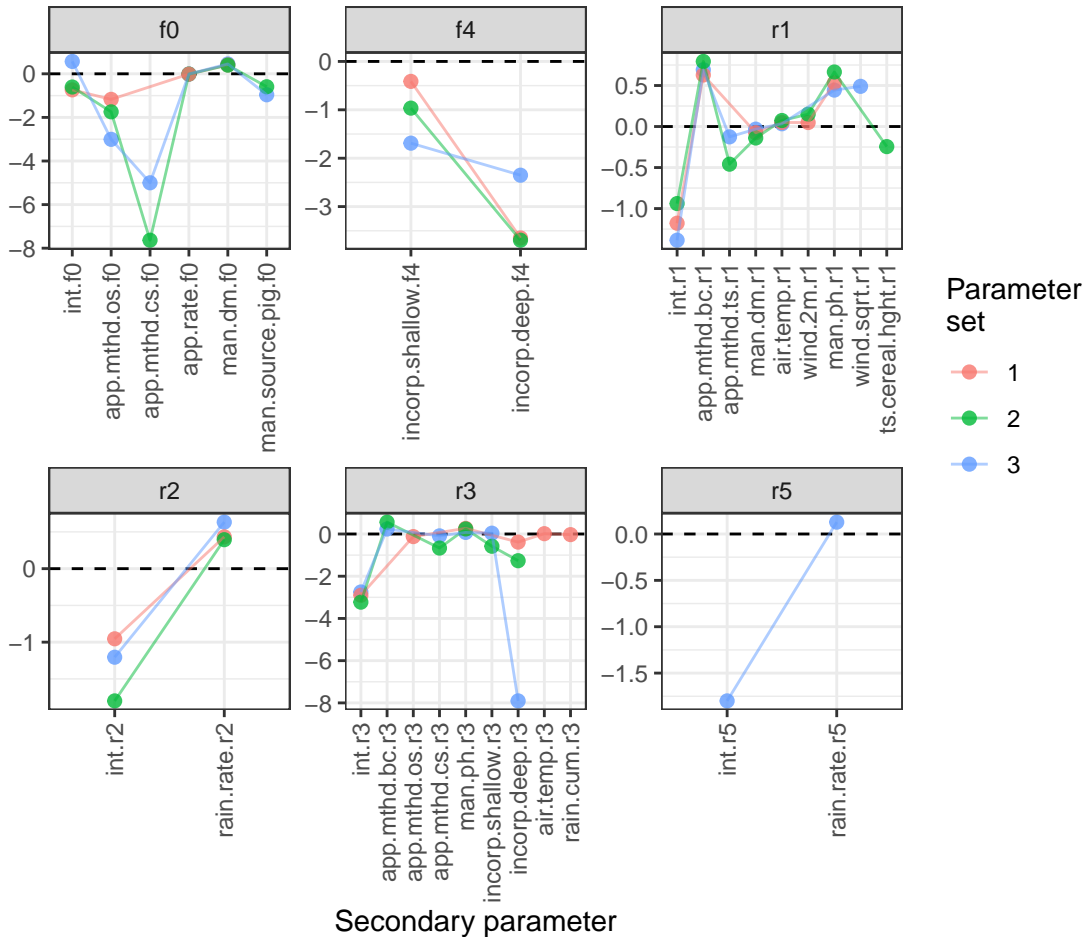 f0
f4
r1
0
−2
−4
−6
−8
0
−1
−2
−3
0.5
0.0
−0.5
−1.0
int.f0
app.mthd.os.f0
app.mthd.cs.f0
app.rate.f0
man.dm.f0
man.source.pig.f0
incorp.shallow.f4
incorp.deep.f4
int.r1
app.mthd.bc.r1
app.mthd.ts.r1
man.dm.r1
air.temp.r1
wind.2m.r1
man.ph.r1
wind.sqrt.r1
ts.cereal.hght.r1
Parameter
set
1
2
3
r2
r3
r5
0
−1
0
−2
−4
−6
−8
0.0
−0.5
−1.0
−1.5
int.r2
rain.rate.r2
int.r3
app.mthd.bc.r3
app.mthd.os.r3
app.mthd.cs.r3
man.ph.r3
incorp.shallow.r3
incorp.deep.r3
air.temp.r3
rain.cum.r3
int.r5
rain.rate.r5
Secondary parameter